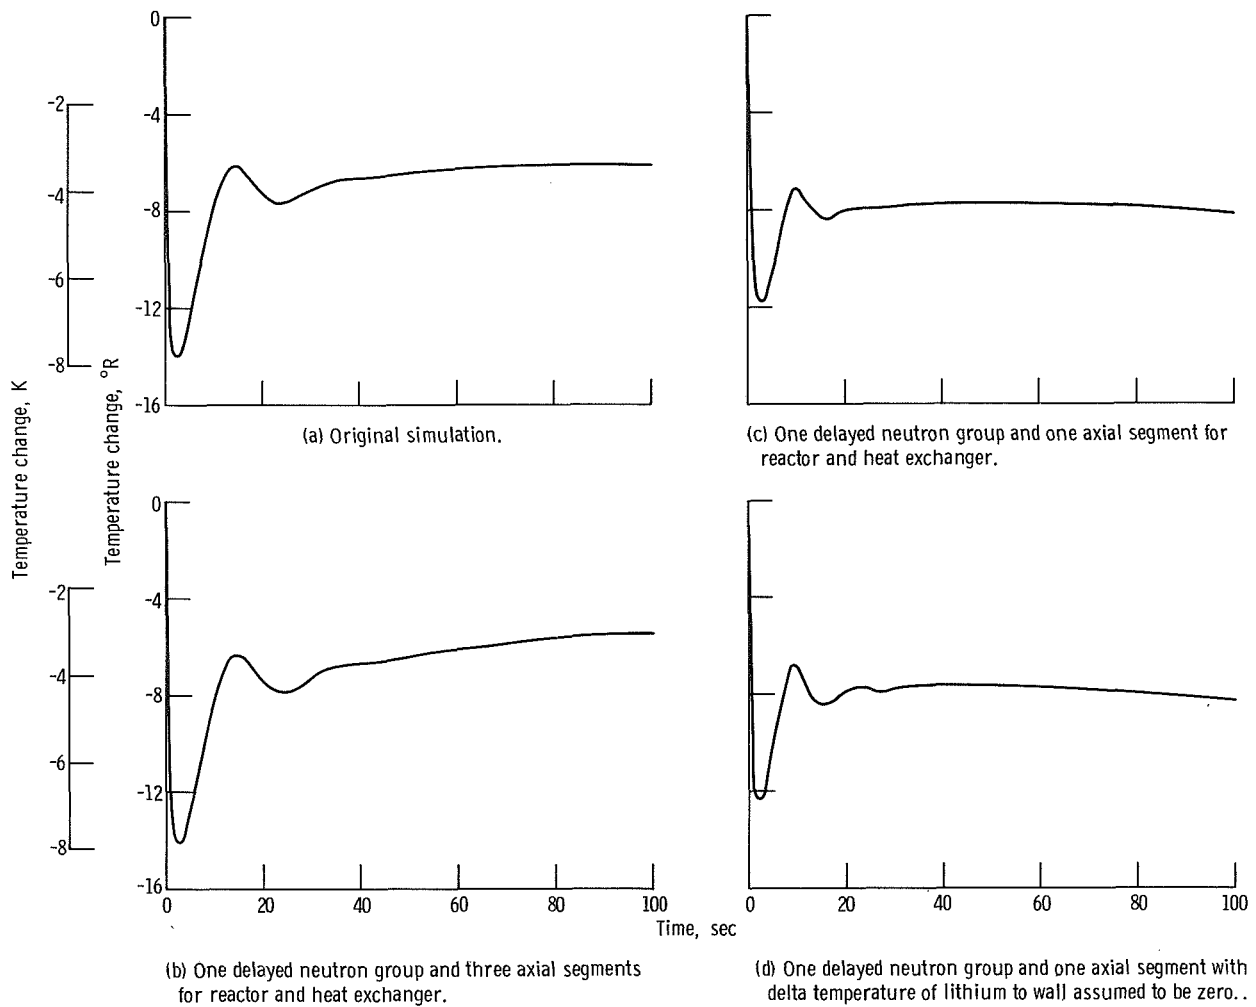 0
-4
-8
-12
-16
-2
-4
-6
-8
Temperature change, K
Temperature change, °R
(a) Original simulation.
(c) One delayed neutron group and one axial segment for
reactor and heat exchanger.
0
-4
-8
-12
-16
-2
-4
-6
-8
0 20 40 60 80 100
0 20 40 60 80 100
Time, sec
(b) One delayed neutron group and three axial segments
for reactor and heat exchanger.
(d) One delayed neutron group and one axial segment with
delta temperature of lithium to wall assumed to be zero. .